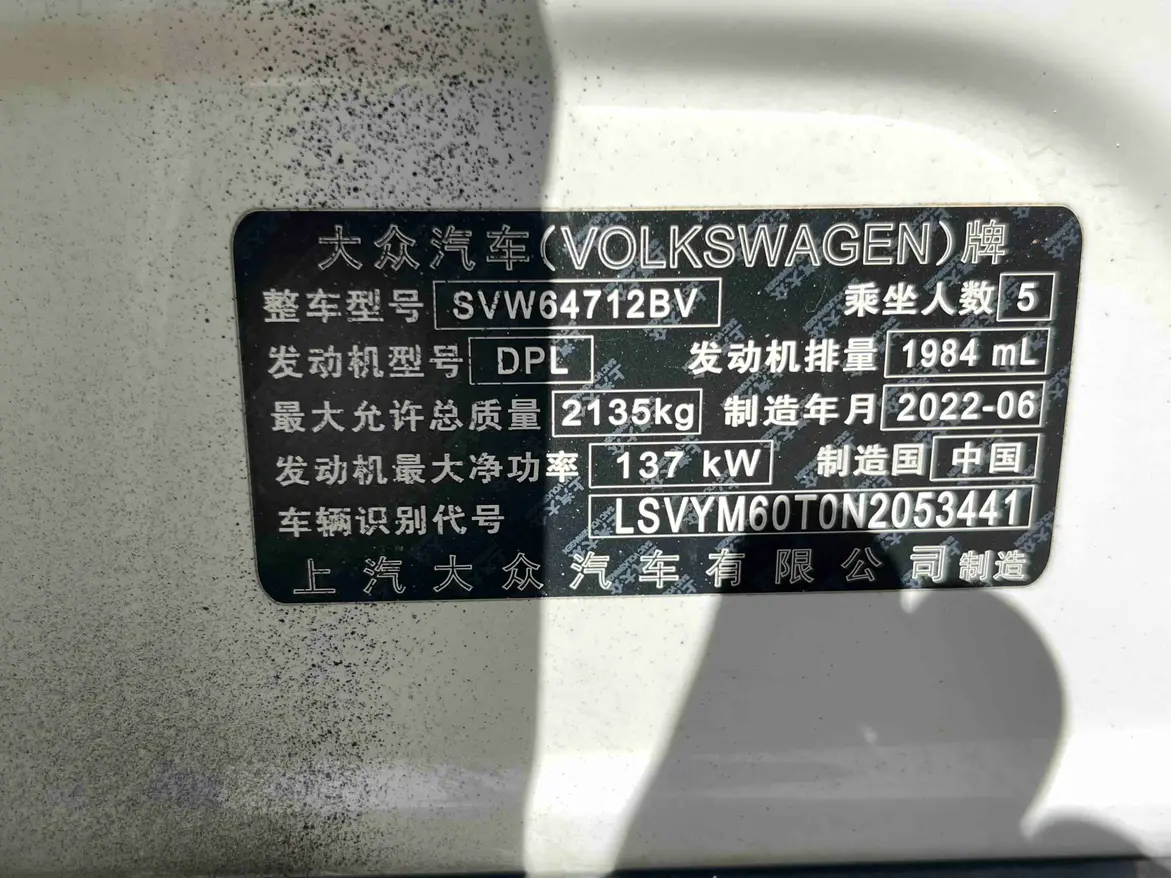 大众汽车(VOLKSWAGEN)牌
整车型号 SVW64712BV 乘坐人数 5
发动机型号 DPL 发动机排量 1984 mL
最大允许总质量 2135kg 制造年月 2022-06
发动机最大净功率 137 kW 制造国 中国
车辆识别代号 LSVYM60T0N2053441
上汽大众汽车有限公司制造